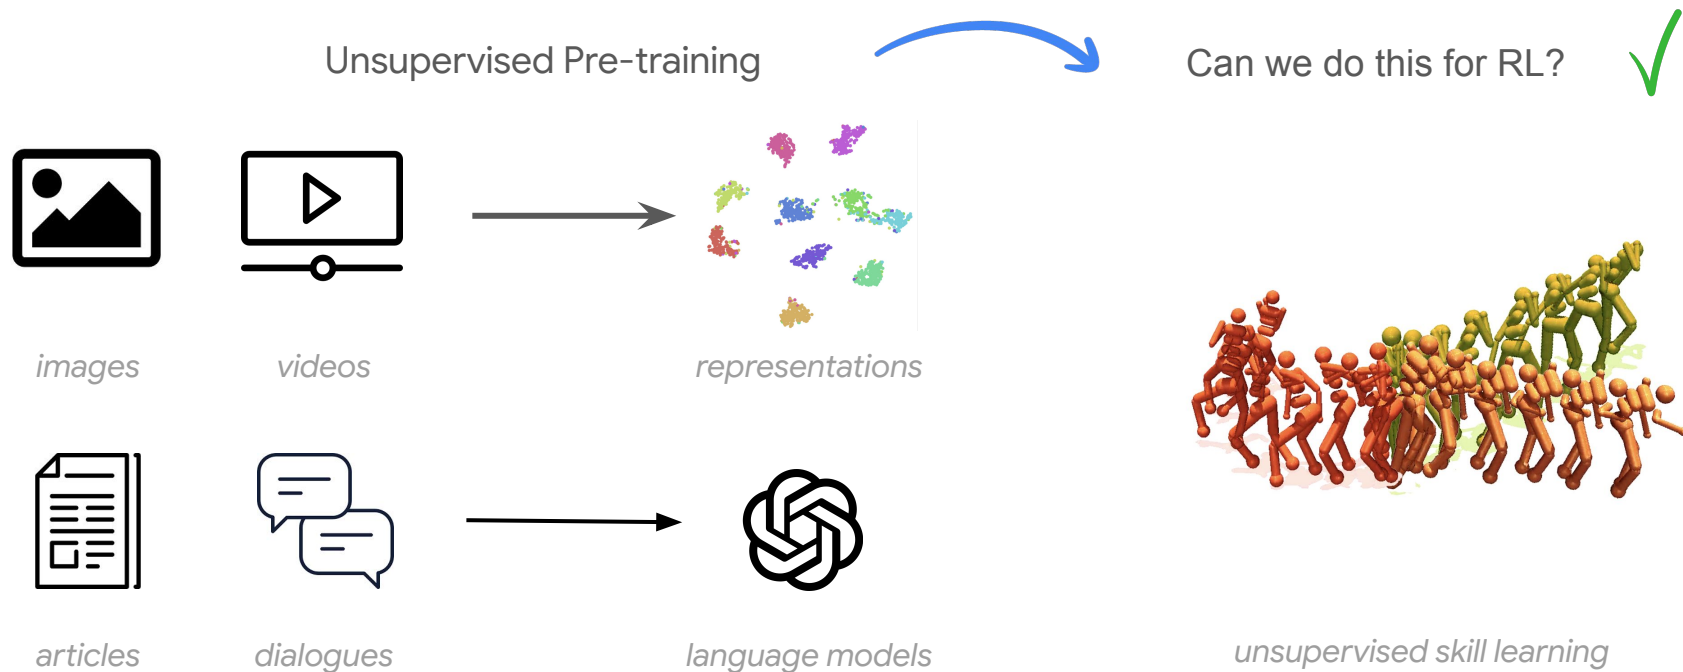 Unsupervised Pre-training
Can we do this for RL?
images
videos
representations
articles
dialogues
language models
unsupervised skill learning